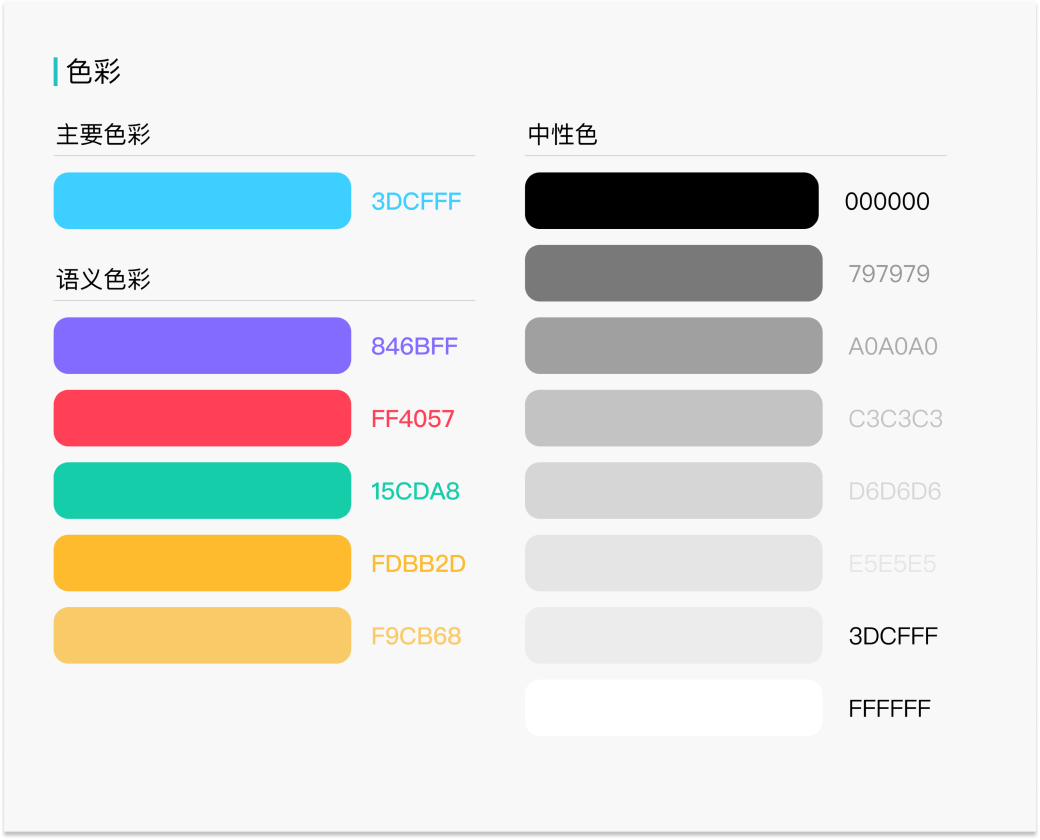 色彩
主要色彩
3DCFFF
语义色彩
846BFF
FF4057
15CDA8
FDBB2D
F9CB68
中性色
000000
797979
A0A0A0
C3C3C3
D6D6D6
E5E5E5
3DCFFF
FFFFFF